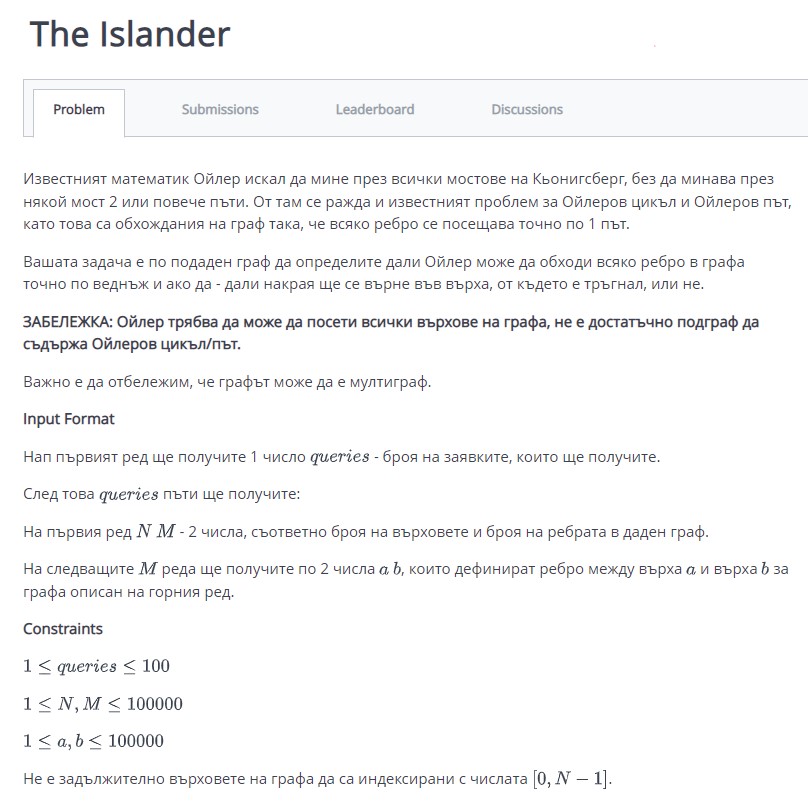 The Islander
Problem
Submissions
Leaderboard
Discussions
Известният математик Ойлер искал да мине през всички мостове на Кьонигсберг, без да минава през
някой мост 2 или повече пъти. От там се ражда и известният проблем за Ойлеров цикъл и Ойлеров път,
като това са обхождания на граф така, че всяко ребро се посещава точно по 1 път.
Вашата задача е по подаден граф да определите дали Ойлер може да обходи всяко ребро в графа
точно по веднъж и ако да - дали накрая ще се върне във върха, от където е тръгнал, или не.
ЗАБЕЛЕЖКА: Ойлер трябва да може да посети всички върхове на графа, не е достатъчно подграф да
съдържа Ойлеров цикъл/път.
Важно е да отбележим, че графът може да е мултиграф.
Input Format
Нап първият ред ще получите 1 число queries - броя на заявките, които ще получите.
След това queries пъти ще получите:
На първия ред N M - 2 числа, съответно броя на върховете и броя на ребрата в даден граф.
На следващите M реда ще получите по 2 числа a b, които дефинират ребро между върха a и върха b за
графа описан на горния ред.
Constraints
1 ≤ queries ≤ 100
1 ≤ N, M ≤ 100000
1 ≤ a, b ≤ 100000
Не е задължително върховете на графа да са индексирани с числата [0, N − 1].